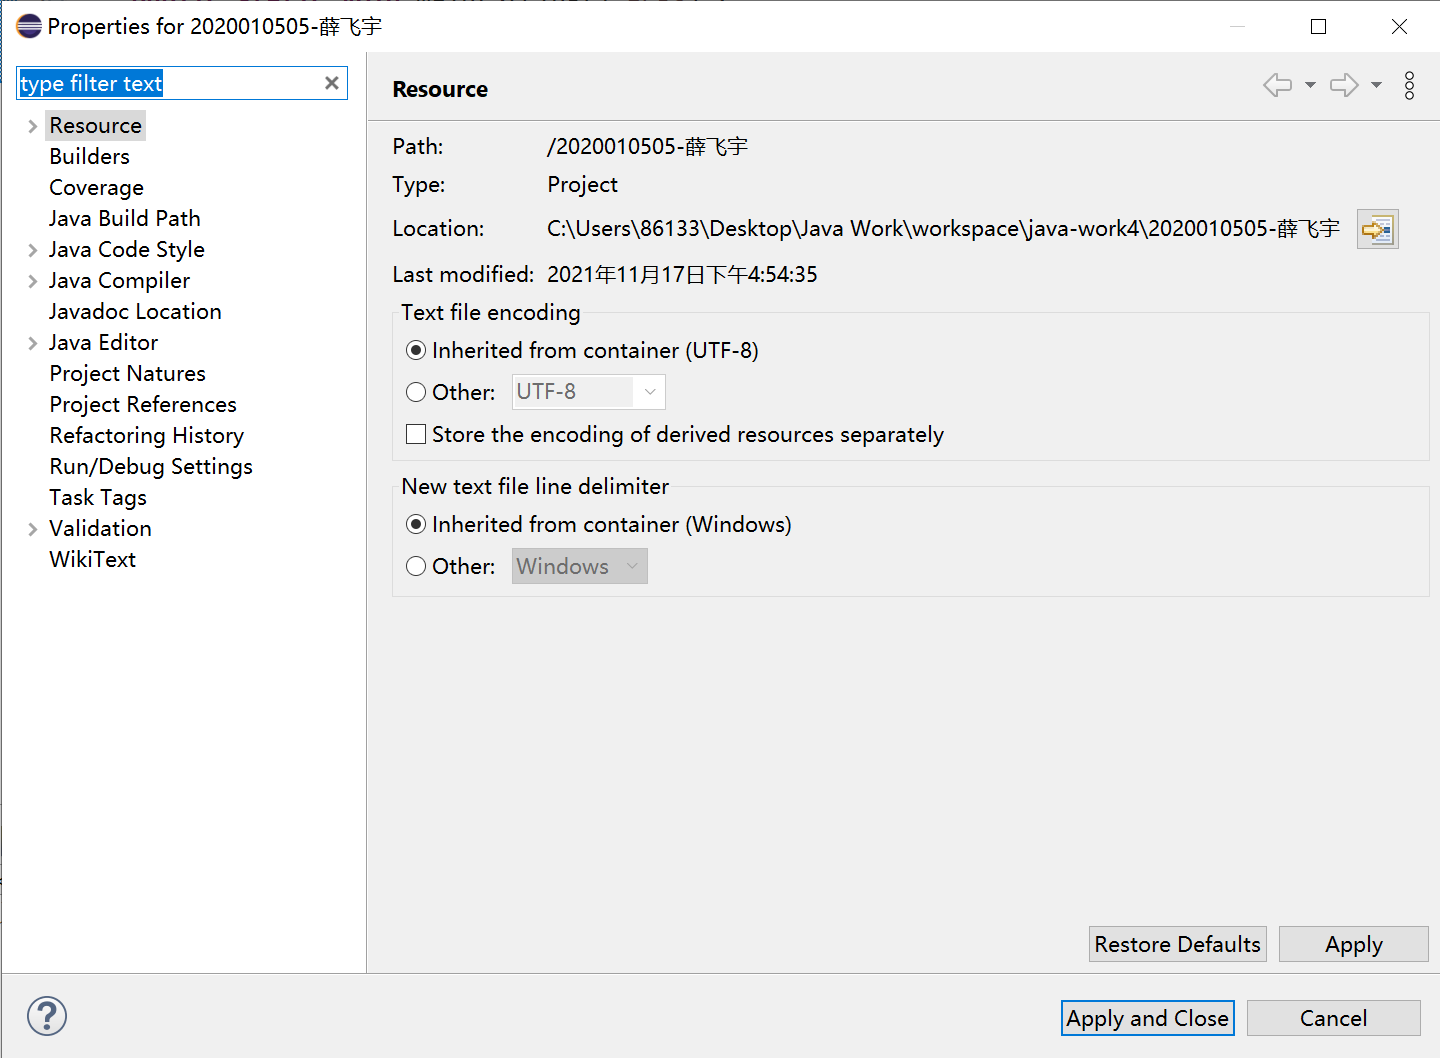 Properties for 2020010505-薛飞宇
type filter text
Resource
Builders
Coverage
Java Build Path
Java Code Style
Java Compiler
Javadoc Location
Java Editor
Project Natures
Project References
Refactoring History
Run/Debug Settings
Task Tags
Validation
WikiText
Resource
Path: /2020010505-薛飞宇
Type: Project
Location: C:\Users\86133\Desktop\Java Work\workspace\java-work4\2020010505-薛飞宇
Last modified: 2021年11月17日下午4:54:35
Text file encoding
Inherited from container (UTF-8)
Other: UTF-8
Store the encoding of derived resources separately
New text file line delimiter
Inherited from container (Windows)
Other: Windows
Restore Defaults Apply
? Apply and Close Cancel